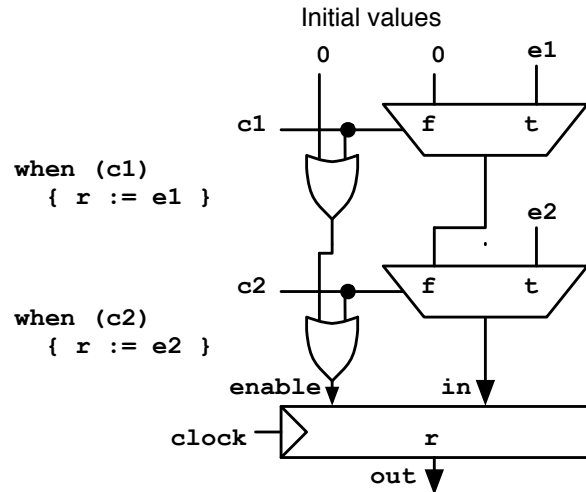 Initial values
0 0 e1
c1 f t
when (c1)
{ r := e1 }
e2
c2 f t
when (c2)
{ r := e2 }
enable in
clock r
out